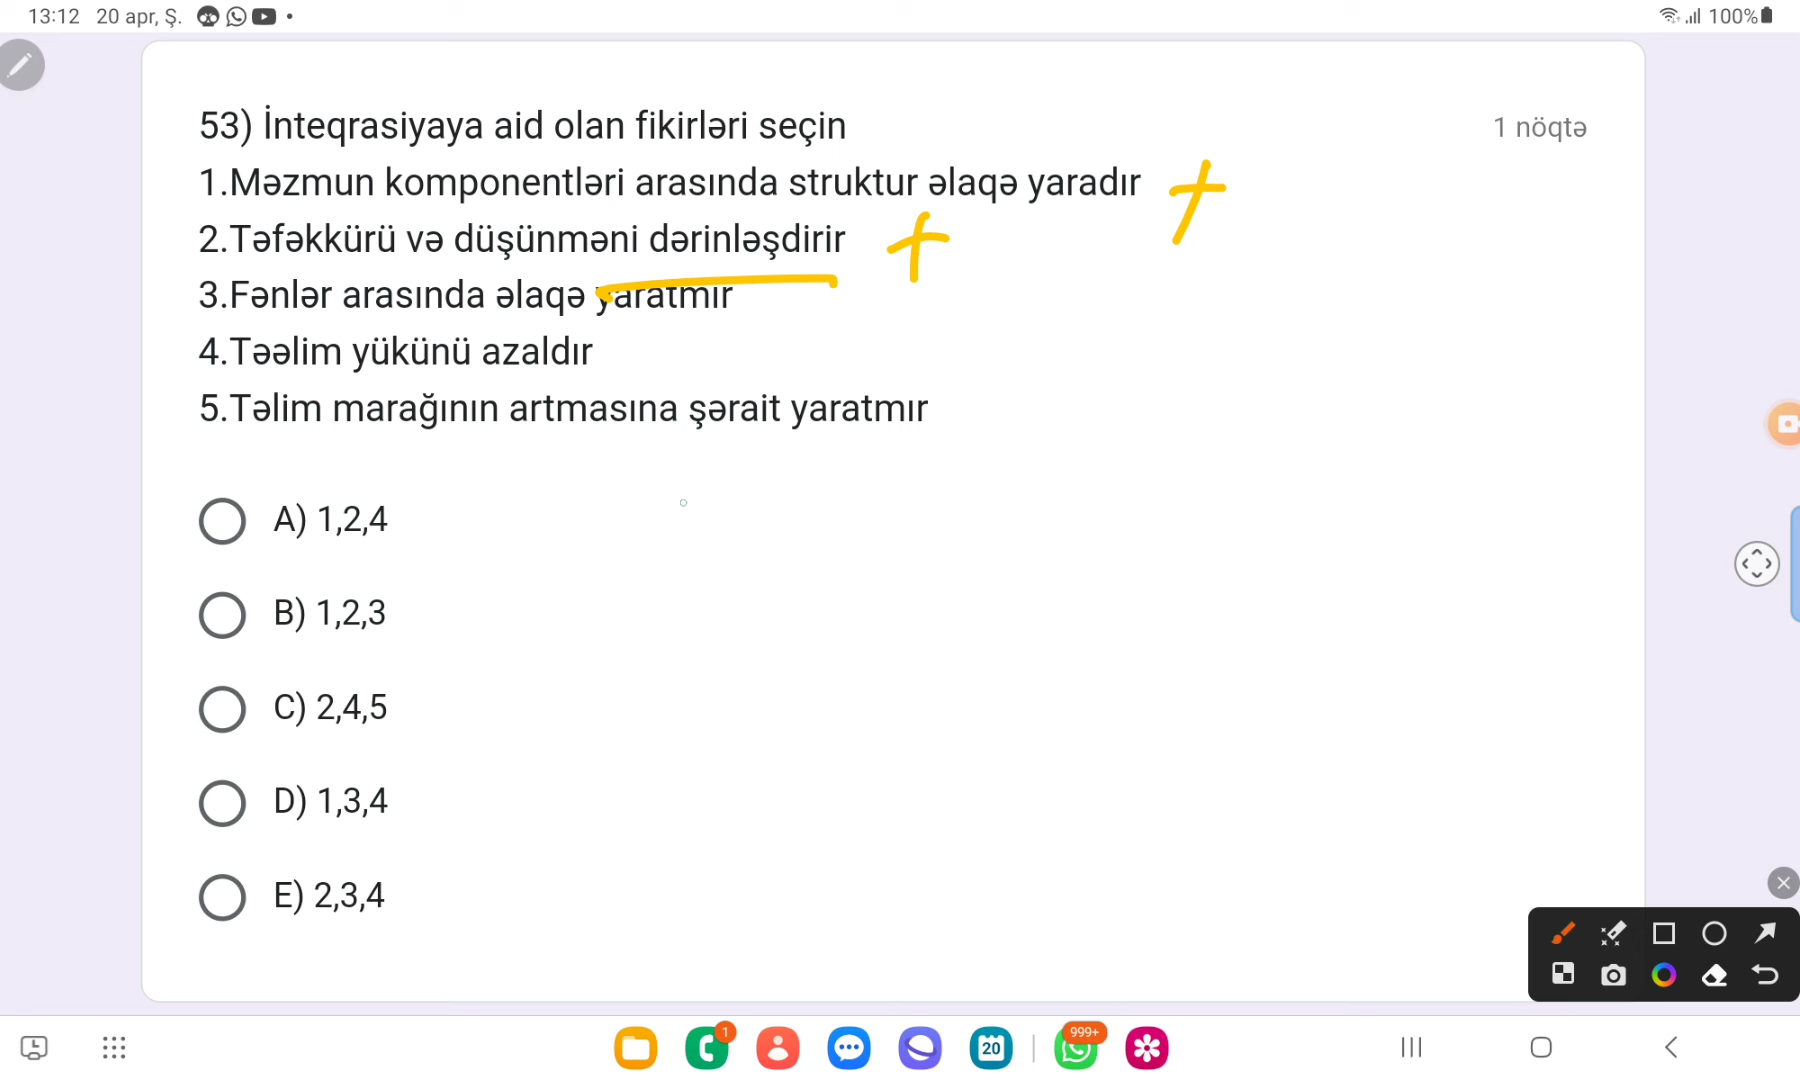 13:12 20 apr, Ş.
100%
53) İnteqrasiyaya aid olan fikirləri seçin
1 nöqtə
1.Məzmun komponentləri arasında struktur əlaqə yaradır
2.Təfəkkürü və düşünməni dərinləşdirir
3.Fənlər arasında əlaqə yaratmır
4.Təəlim yükünü azaldır
5.Təlim marağının artmasına şərait yaratmır
A) 1,2,4
B) 1,2,3
C) 2,4,5
D) 1,3,4
E) 2,3,4
1
20
999+